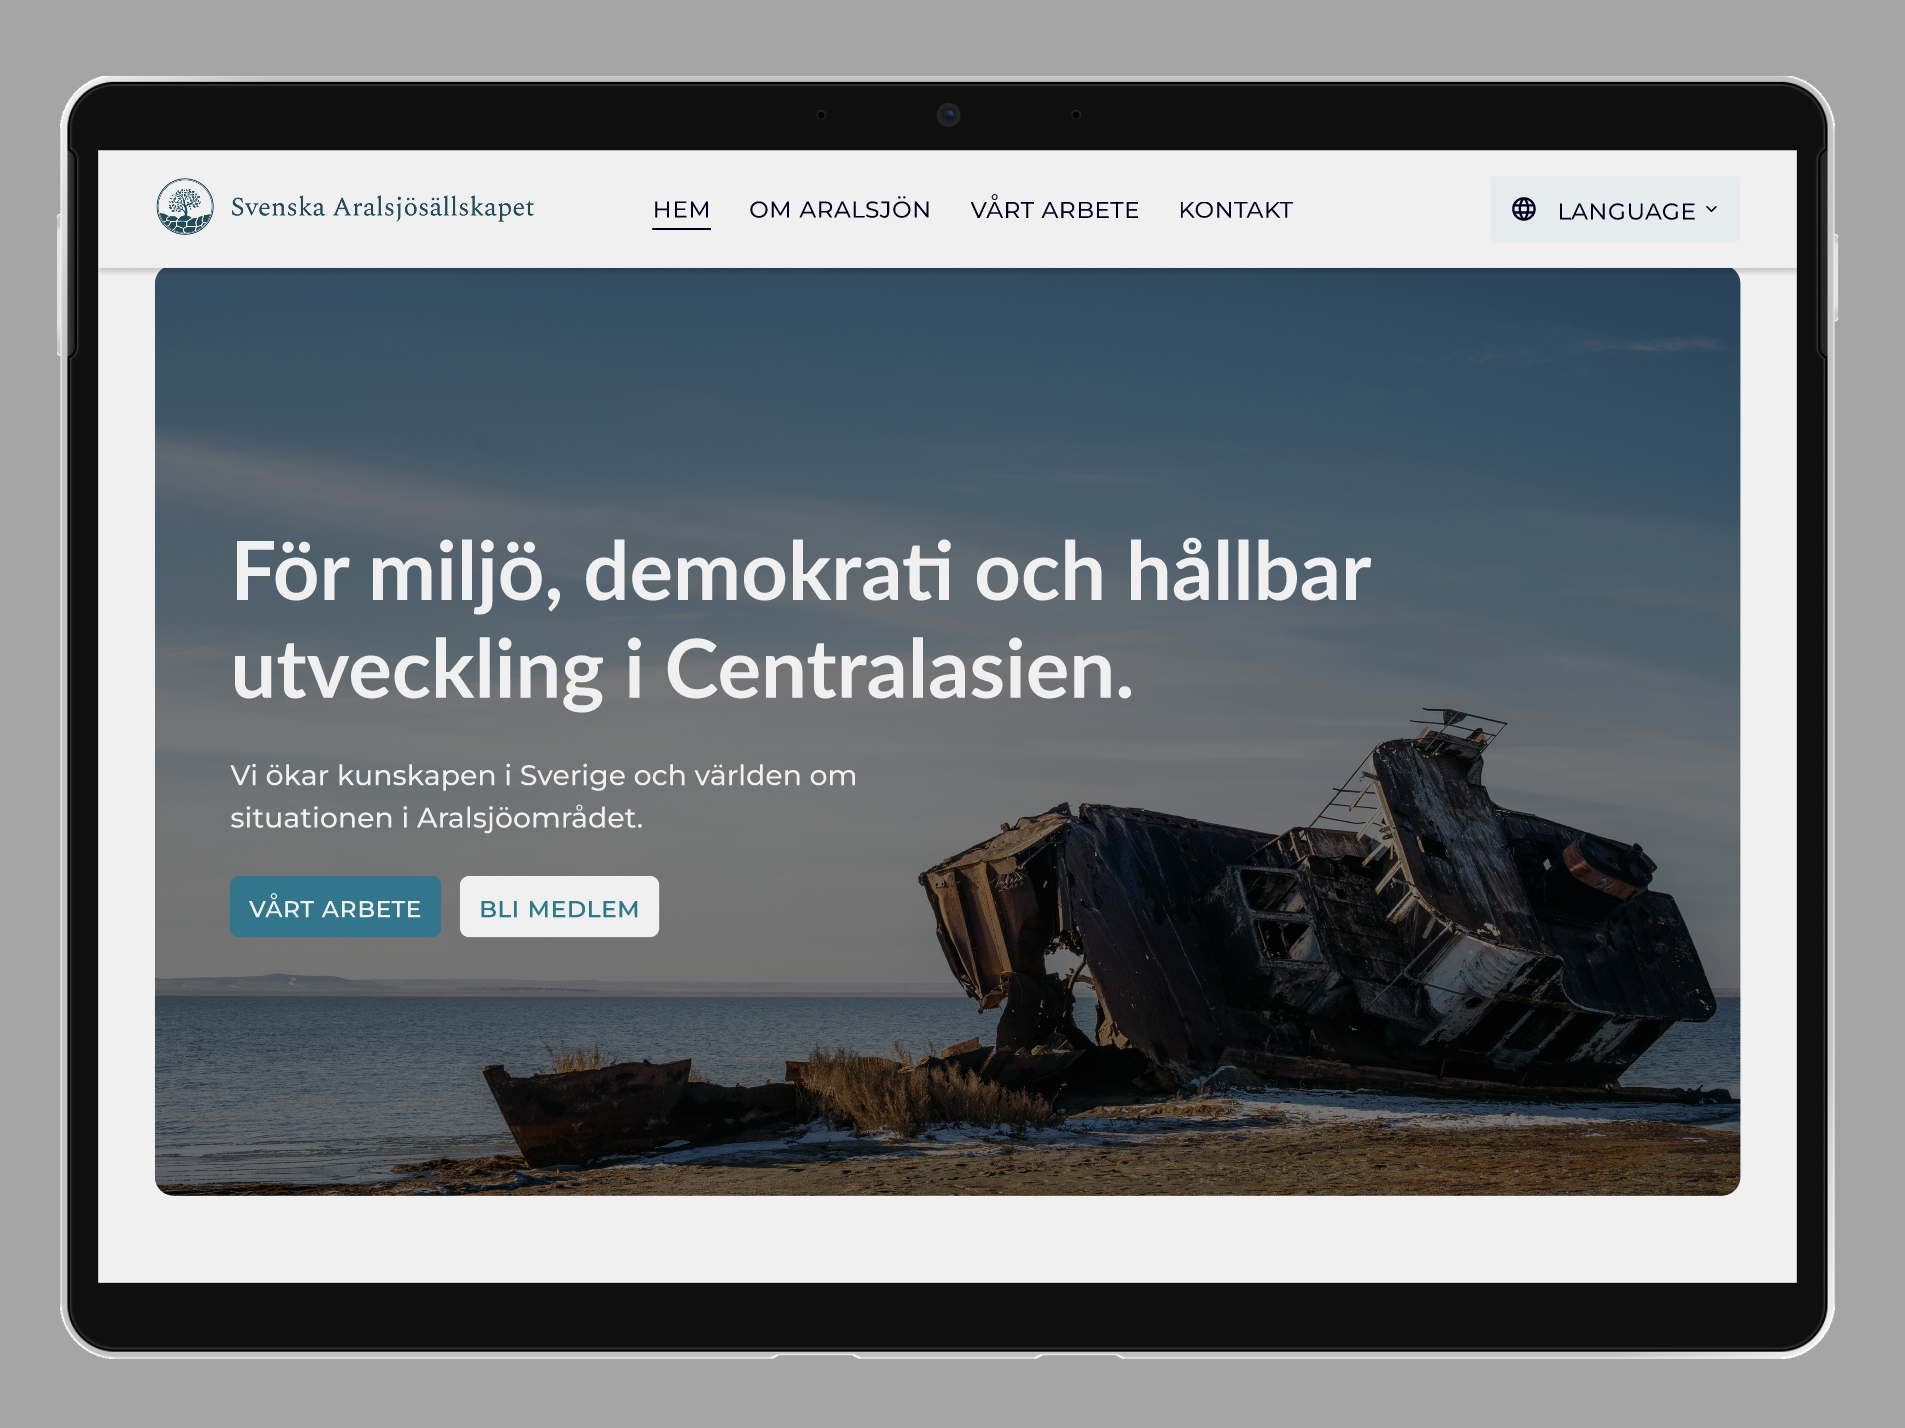 Svenska Aralsjösällskapet
HEM
OM ARALSJÖN
VÅRT ARBETE
KONTAKT
LANGUAGE
För miljö, demokrati och hållbar
utveckling i Centralasien.
Vi ökar kunskapen i Sverige och världen om
situationen i Aralsjöområdet.
VÅRT ARBETE
BLI MEDLEM